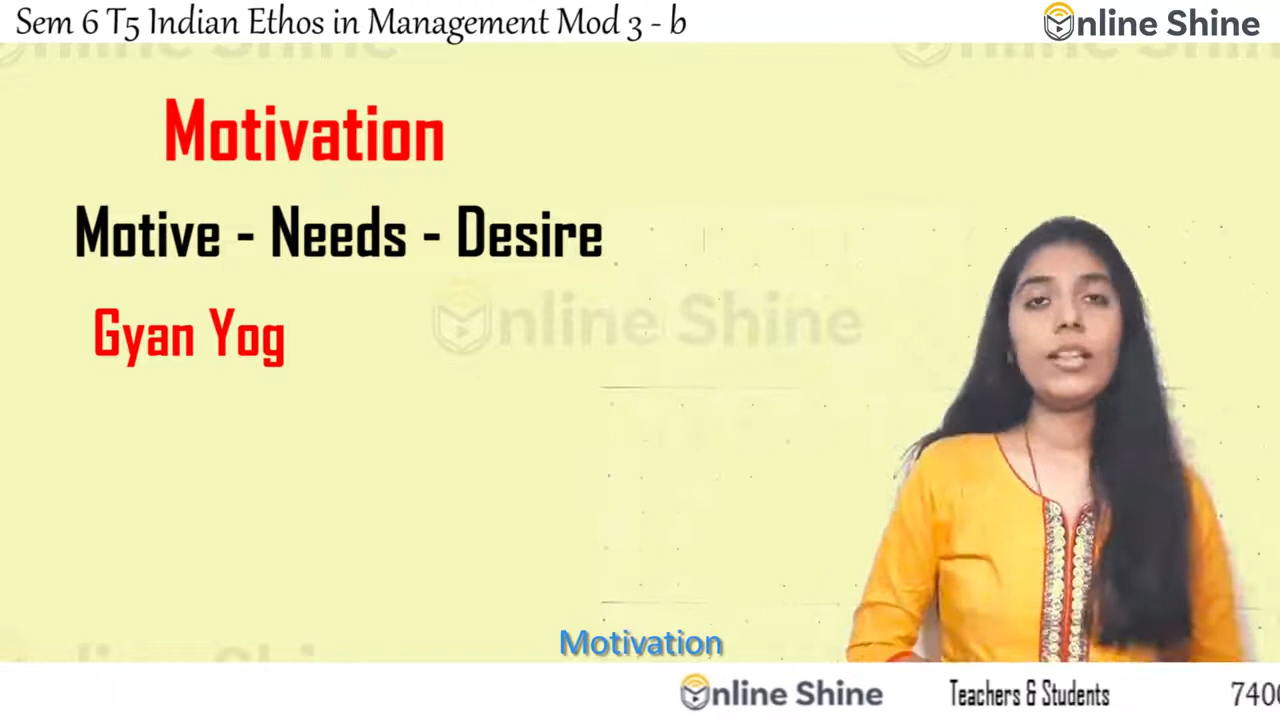 Sem 6 T5 Indian Ethos in Management Mod 3 - b
Online Shine
Motivation
Motive - Needs - Desire
Online Shine
Gyan Yog
Motivation
Online Shine Teachers & Students 740